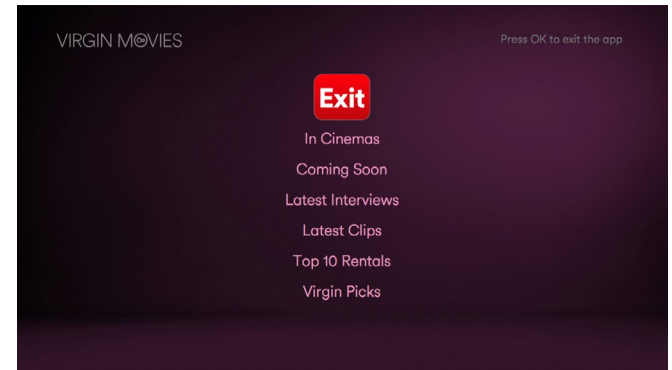 VIRGIN MOVIES
Press OK to exit the app
Exit
In Cinemas
Coming Soon
Latest Interviews
Latest Clips
Top 10 Rentals
Virgin Picks